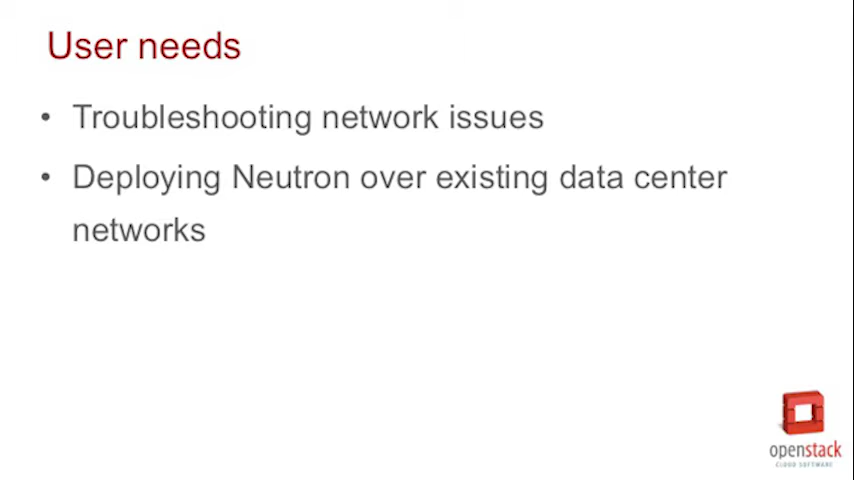 User needs
• Troubleshooting network issues
• Deploying Neutron over existing data center
networks
openstack
CLOUD SOFTWARE